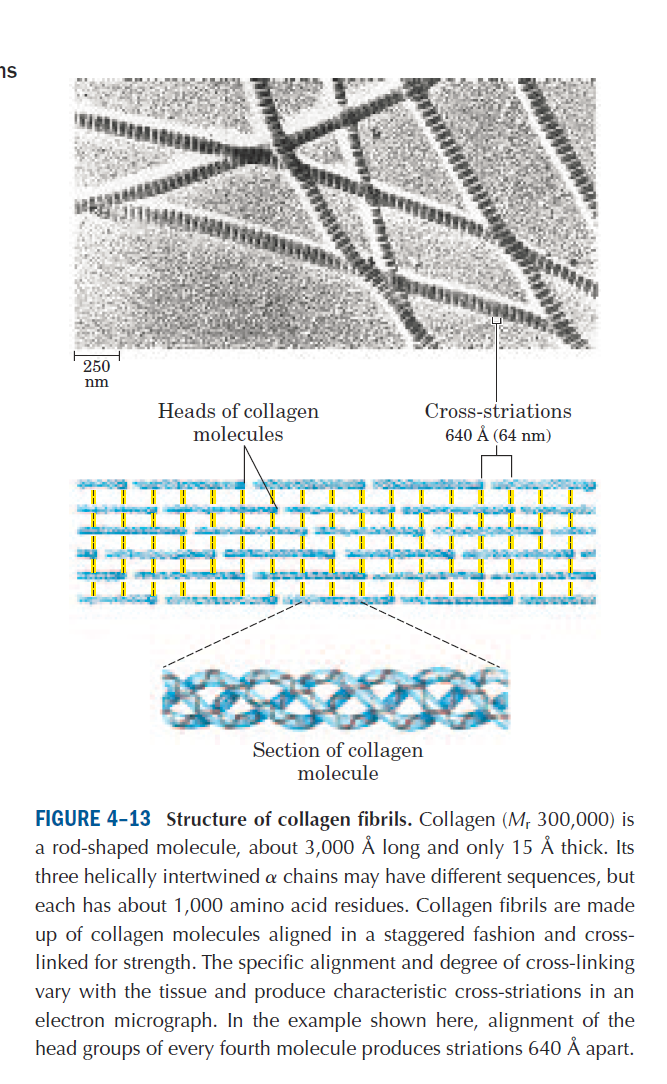 250
nm
Heads of collagen
molecules
Cross-striations
640 Å (64 nm)
Section of collagen
molecule
FIGURE 4–13 Structure of collagen fibrils. Collagen (Mr 300,000) is
a rod-shaped molecule, about 3,000 Å long and only 15 Å thick. Its
three helically intertwined α chains may have different sequences, but
each has about 1,000 amino acid residues. Collagen fibrils are made
up of collagen molecules aligned in a staggered fashion and cross-
linked for strength. The specific alignment and degree of cross-linking
vary with the tissue and produce characteristic cross-striations in an
electron micrograph. In the example shown here, alignment of the
head groups of every fourth molecule produces striations 640 Å apart.